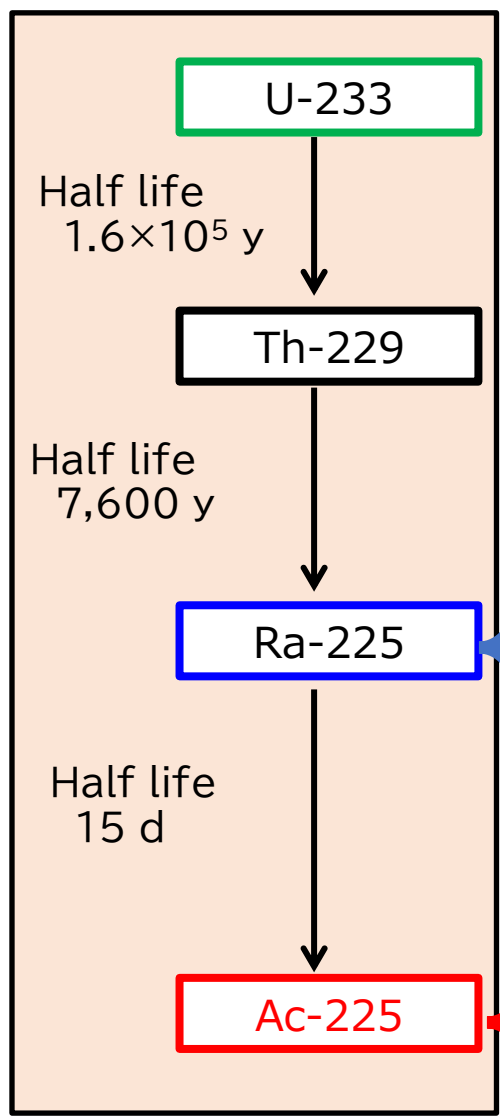 U-233
Half life
1.6×10⁵ y
Th-229
Half life
7,600 y
Ra-225
Half life
15 d
Ac-225